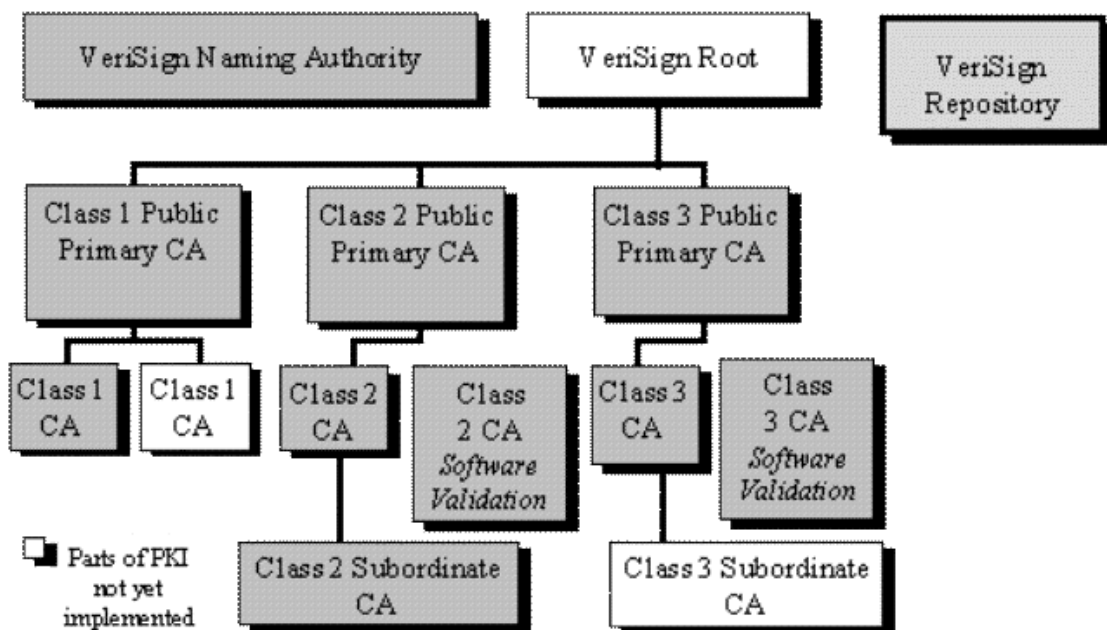 VeriSign Naming Authority
VeriSign Root
VeriSign
Repository
Class 1 Public
Primary CA
Class 2 Public
Primary CA
Class 3 Public
Primary CA
Class 1
CA
Class 1
CA
Class 2
CA
Class
2 CA
Software
Validation
Class 3
CA
Class
3 CA
Software
Validation
Parts of PKI
not yet
implemented
Class 2 Subordinate
CA
Class 3 Subordinate
CA